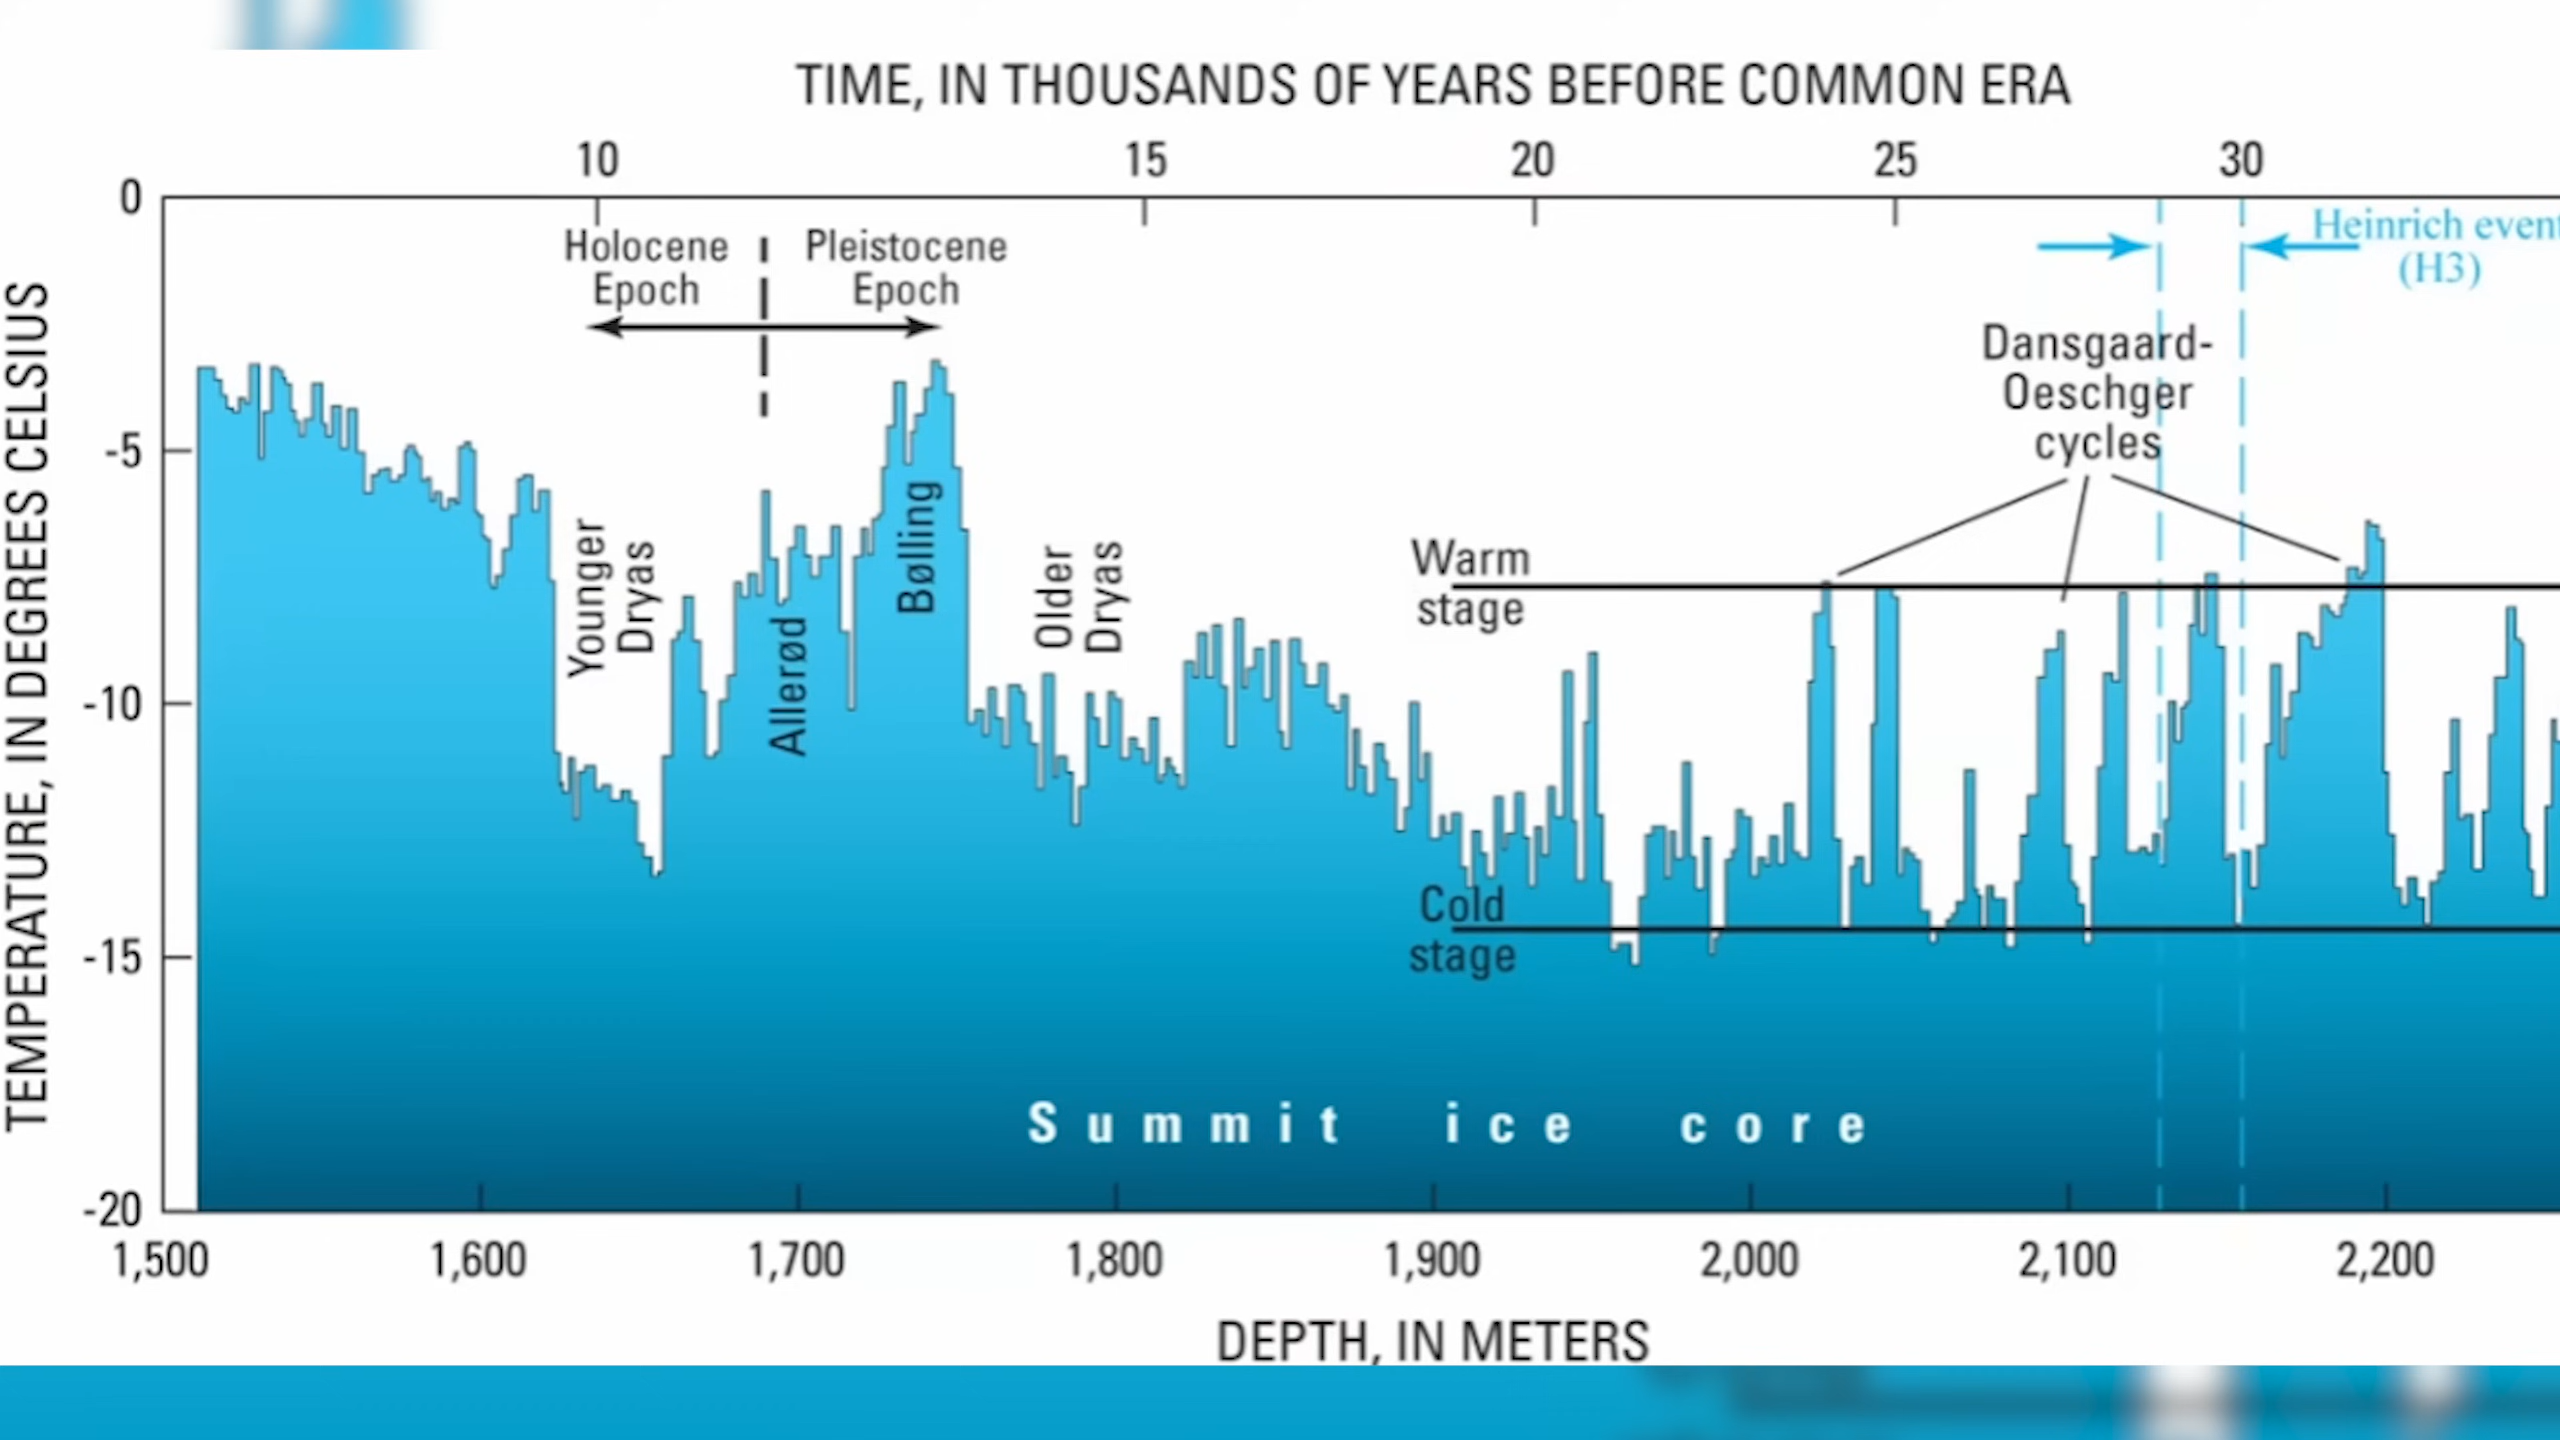 TIME, IN THOUSANDS OF YEARS BEFORE COMMON ERA
10 15 20 25 30
0
-5
-10
-15
-20
TEMPERATURE, IN DEGREES CELSIUS
Holocene
Epoch
Pleistocene
Epoch
Heinrich event
(H3)
Dansgaard-
Oeschger
cycles
Younger
Dryas
Allerød
Bølling
Older
Dryas
Warm
stage
Cold
stage
Summit ice core
1,500 1,600 1,700 1,800 1,900 2,000 2,100 2,200
DEPTH, IN METERS